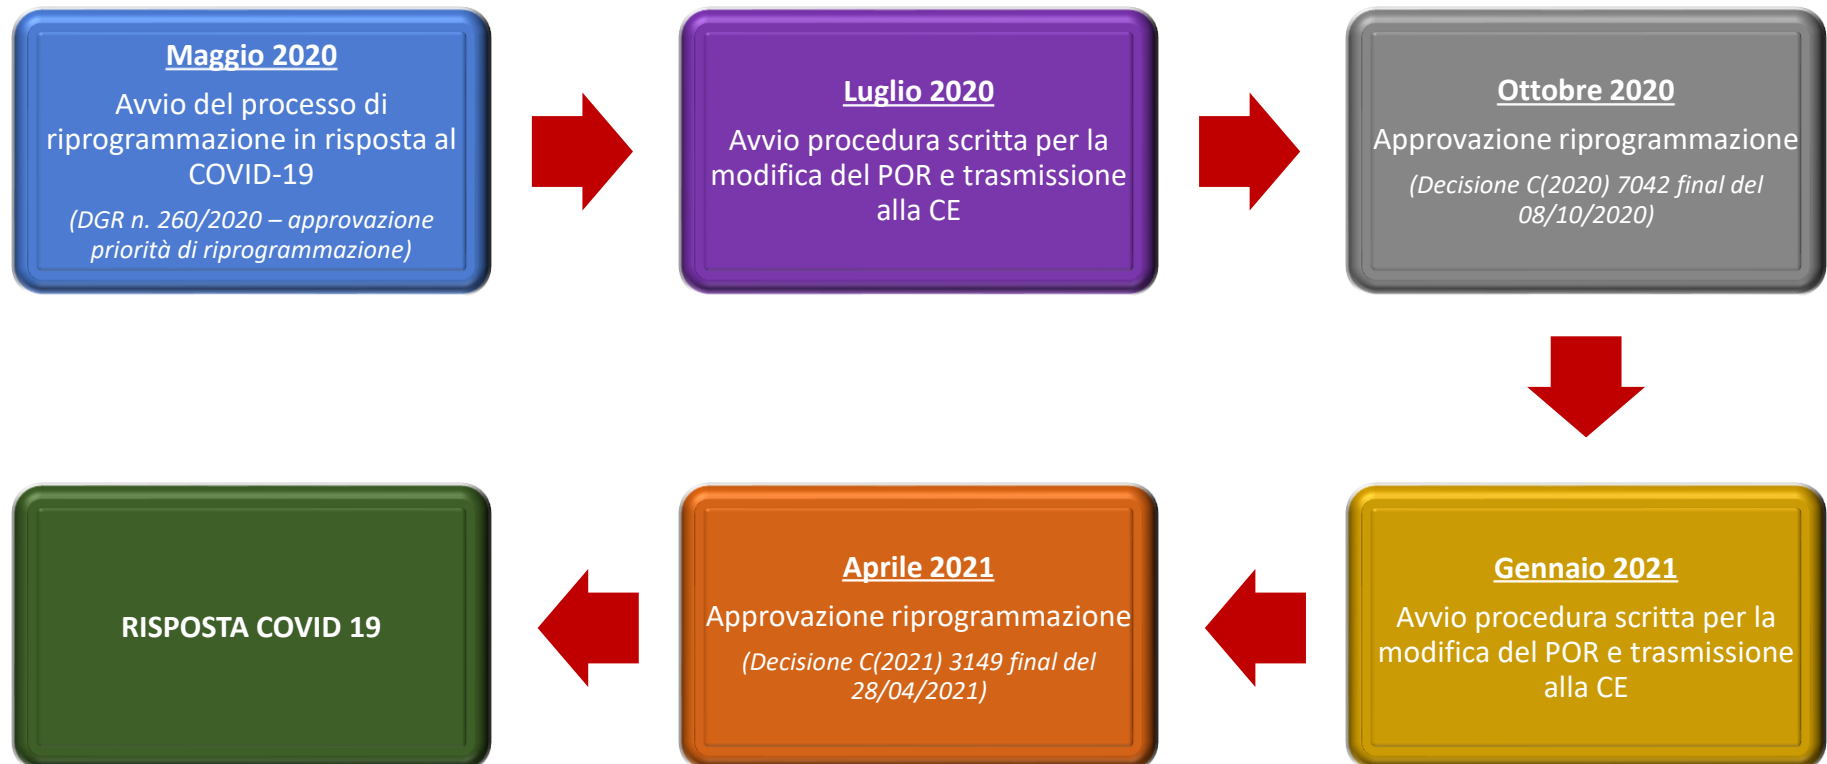 Maggio 2020
Avvio del processo di
riprogrammazione in risposta al
COVID-19
(DGR n. 260/2020 – approvazione
priorità di riprogrammazione)
Luglio 2020
Avvio procedura scritta per la
modifica del POR e trasmissione
alla CE
Ottobre 2020
Approvazione riprogrammazione
(Decisione C(2020) 7042 final del
08/10/2020)
Gennaio 2021
Avvio procedura scritta per la
modifica del POR e trasmissione
alla CE
Aprile 2021
Approvazione riprogrammazione
(Decisione C(2021) 3149 final del
28/04/2021)
RISPOSTA COVID 19